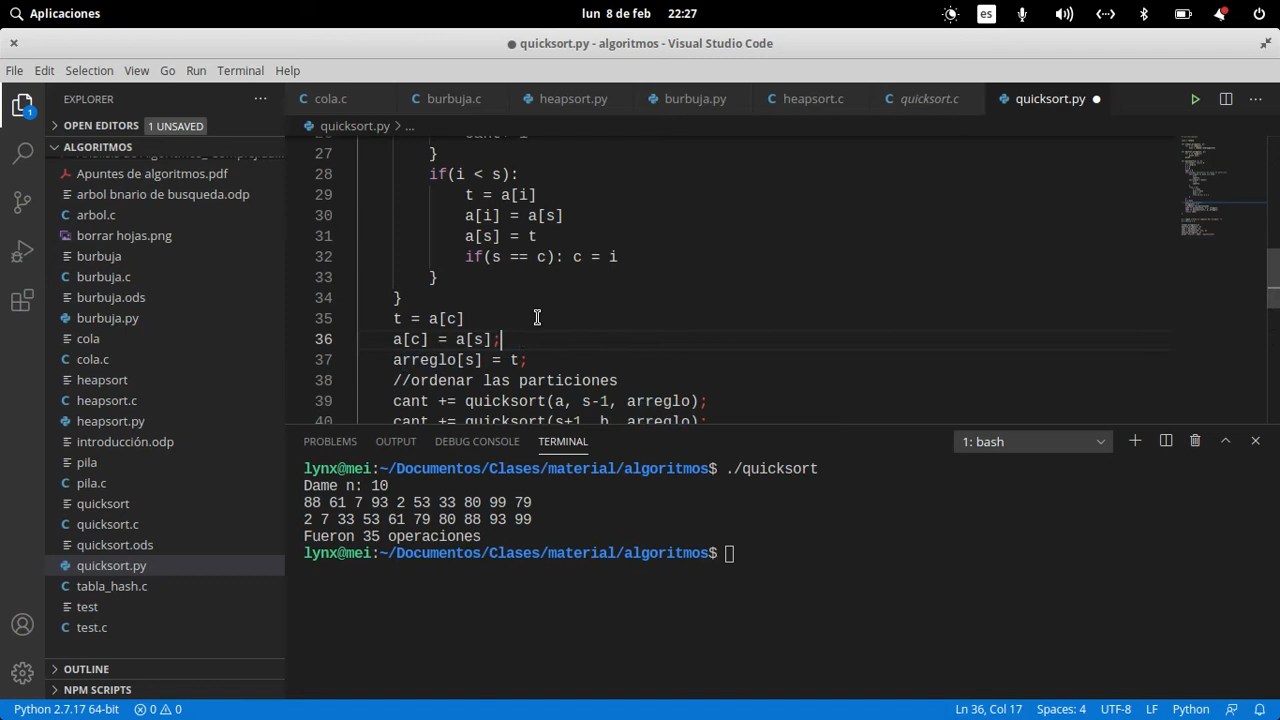 Aplicaciones
lun 8 de feb 22:27
es
● quicksort.py - algoritmos - Visual Studio Code
File Edit Selection View Go Run Terminal Help
EXPLORER
cola.c burbuja.c heapsort.py burbuja.py heapsort.c quicksort.c quicksort.py
1
OPEN EDITORS 1 UNSAVED
quicksort.py > ...
ALGORITMOS
Apuntes de algoritmos.pdf
arbol bnario de busqueda.odp
arbol.c
borrar hojas.png
burbuja
burbuja.c
burbuja.ods
burbuja.py
cola
cola.c
heapsort
heapsort.c
heapsort.py
introducción.odp
pila
pila.c
quicksort
quicksort.c
quicksort.ods
quicksort.py
tabla_hash.c
test
test.c
OUTLINE
NPM SCRIPTS
27 }
28 if(i < s):
29 t = a[i]
30 a[i] = a[s]
31 a[s] = t
32 if(s == c): c = i
33 }
34 }
35 t = a[c]
36 a[c] = a[s];
37 arreglo[s] = t;
38 //ordenar las particiones
39 cant += quicksort(a, s-1, arreglo);
40 cant += quicksort(s+1, b, arreglo);
PROBLEMS OUTPUT DEBUG CONSOLE TERMINAL
1: bash
lynx@mei:~/Documentos/Clases/material/algoritmos$ ./quicksort
Dame n: 10
88 61 7 93 2 53 33 80 99 79
2 7 33 53 61 79 80 88 93 99
Fueron 35 operaciones
lynx@mei:~/Documentos/Clases/material/algoritmos$
Python 2.7.17 64-bit 0 0
Ln 36, Col 17 Spaces: 4 UTF-8 LF Python